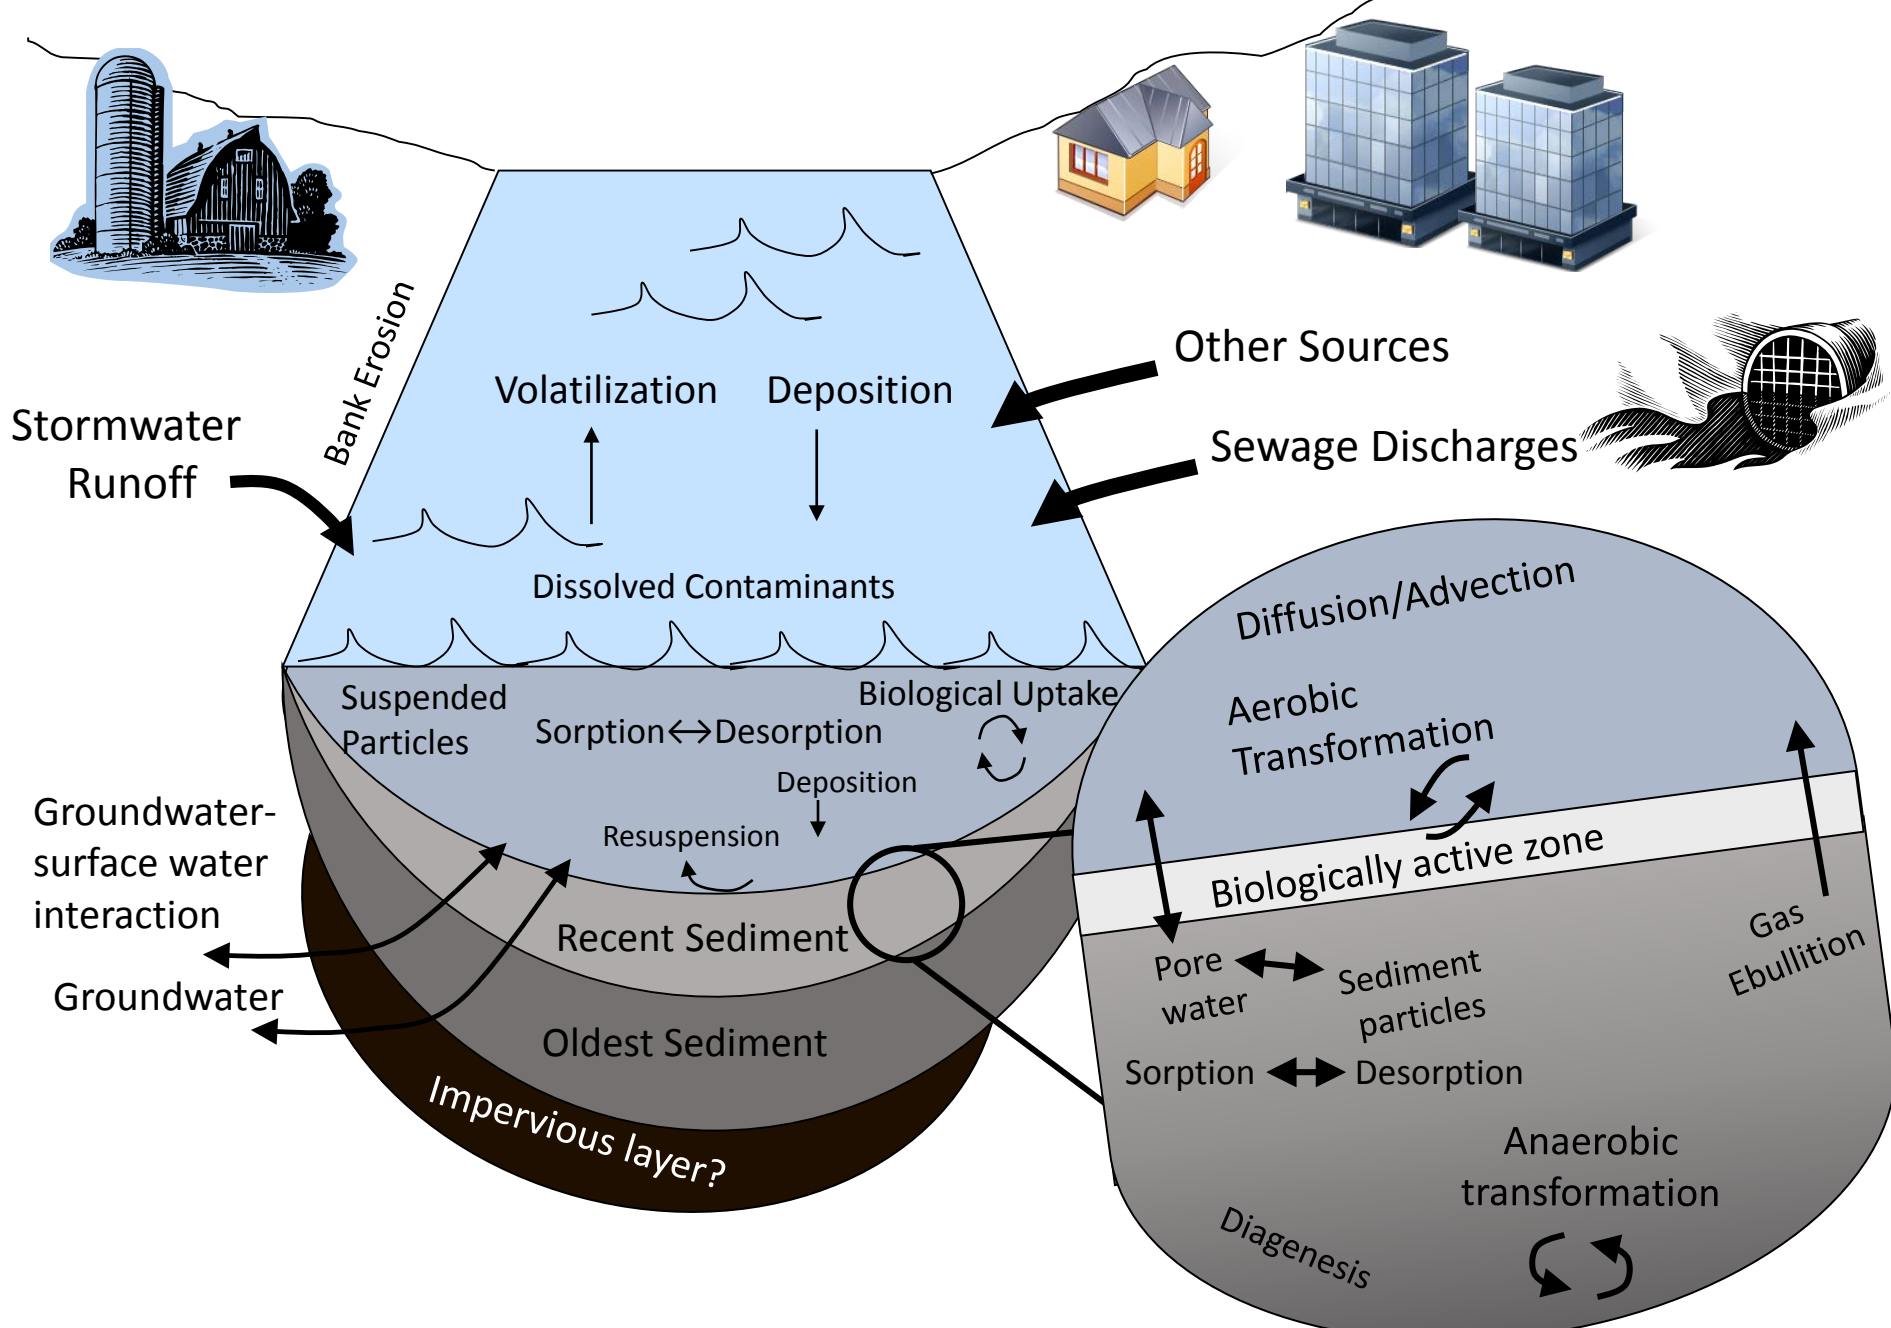 Bank Erosion
Stormwater
Runoff
Volatilization
Deposition
Other Sources
Sewage Discharges
Dissolved Contaminants
Suspended
Particles
Sorption↔Desorption
Biological Uptake
Deposition
Resuspension
Groundwater-
surface water
interaction
Groundwater
Recent Sediment
Oldest Sediment
Impervious layer?
Diffusion/Advection
Aerobic
Transformation
Biologically active zone
Gas
Ebullition
Pore
water
Sediment
particles
Sorption
Desorption
Anaerobic
transformation
Diagenesis